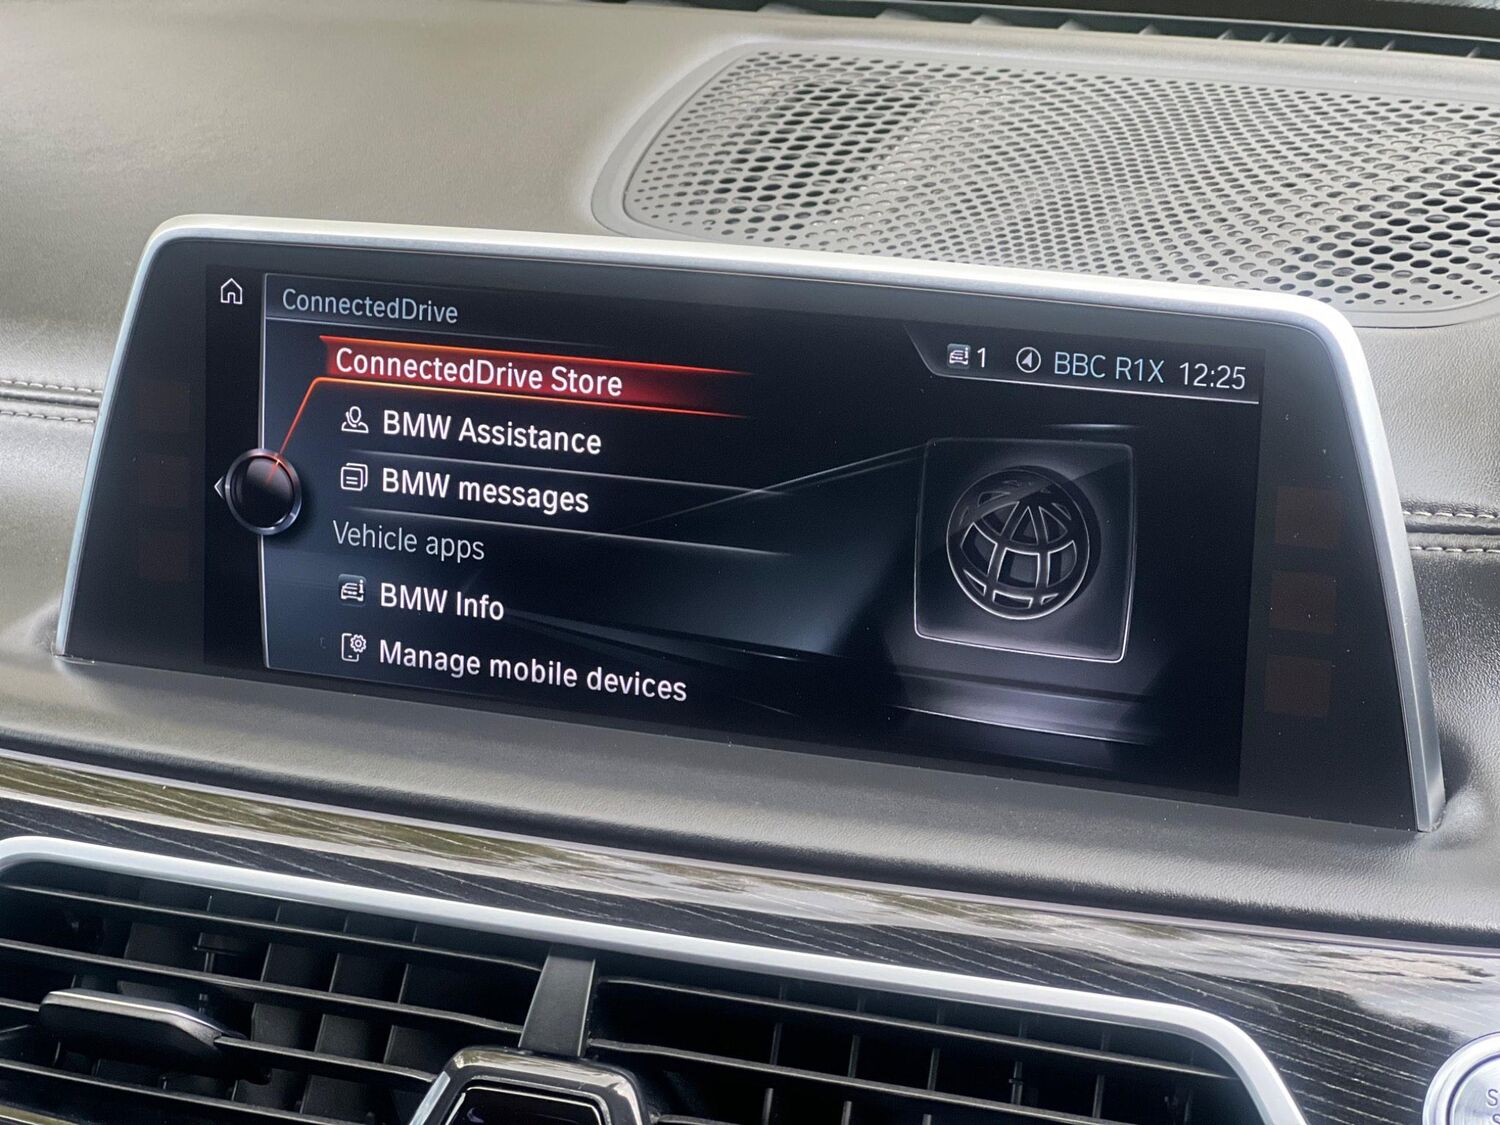 ConnectedDrive
1 BBC R1X 12:25
ConnectedDrive Store
BMW Assistance
BMW messages
Vehicle apps
BMW Info
Manage mobile devices